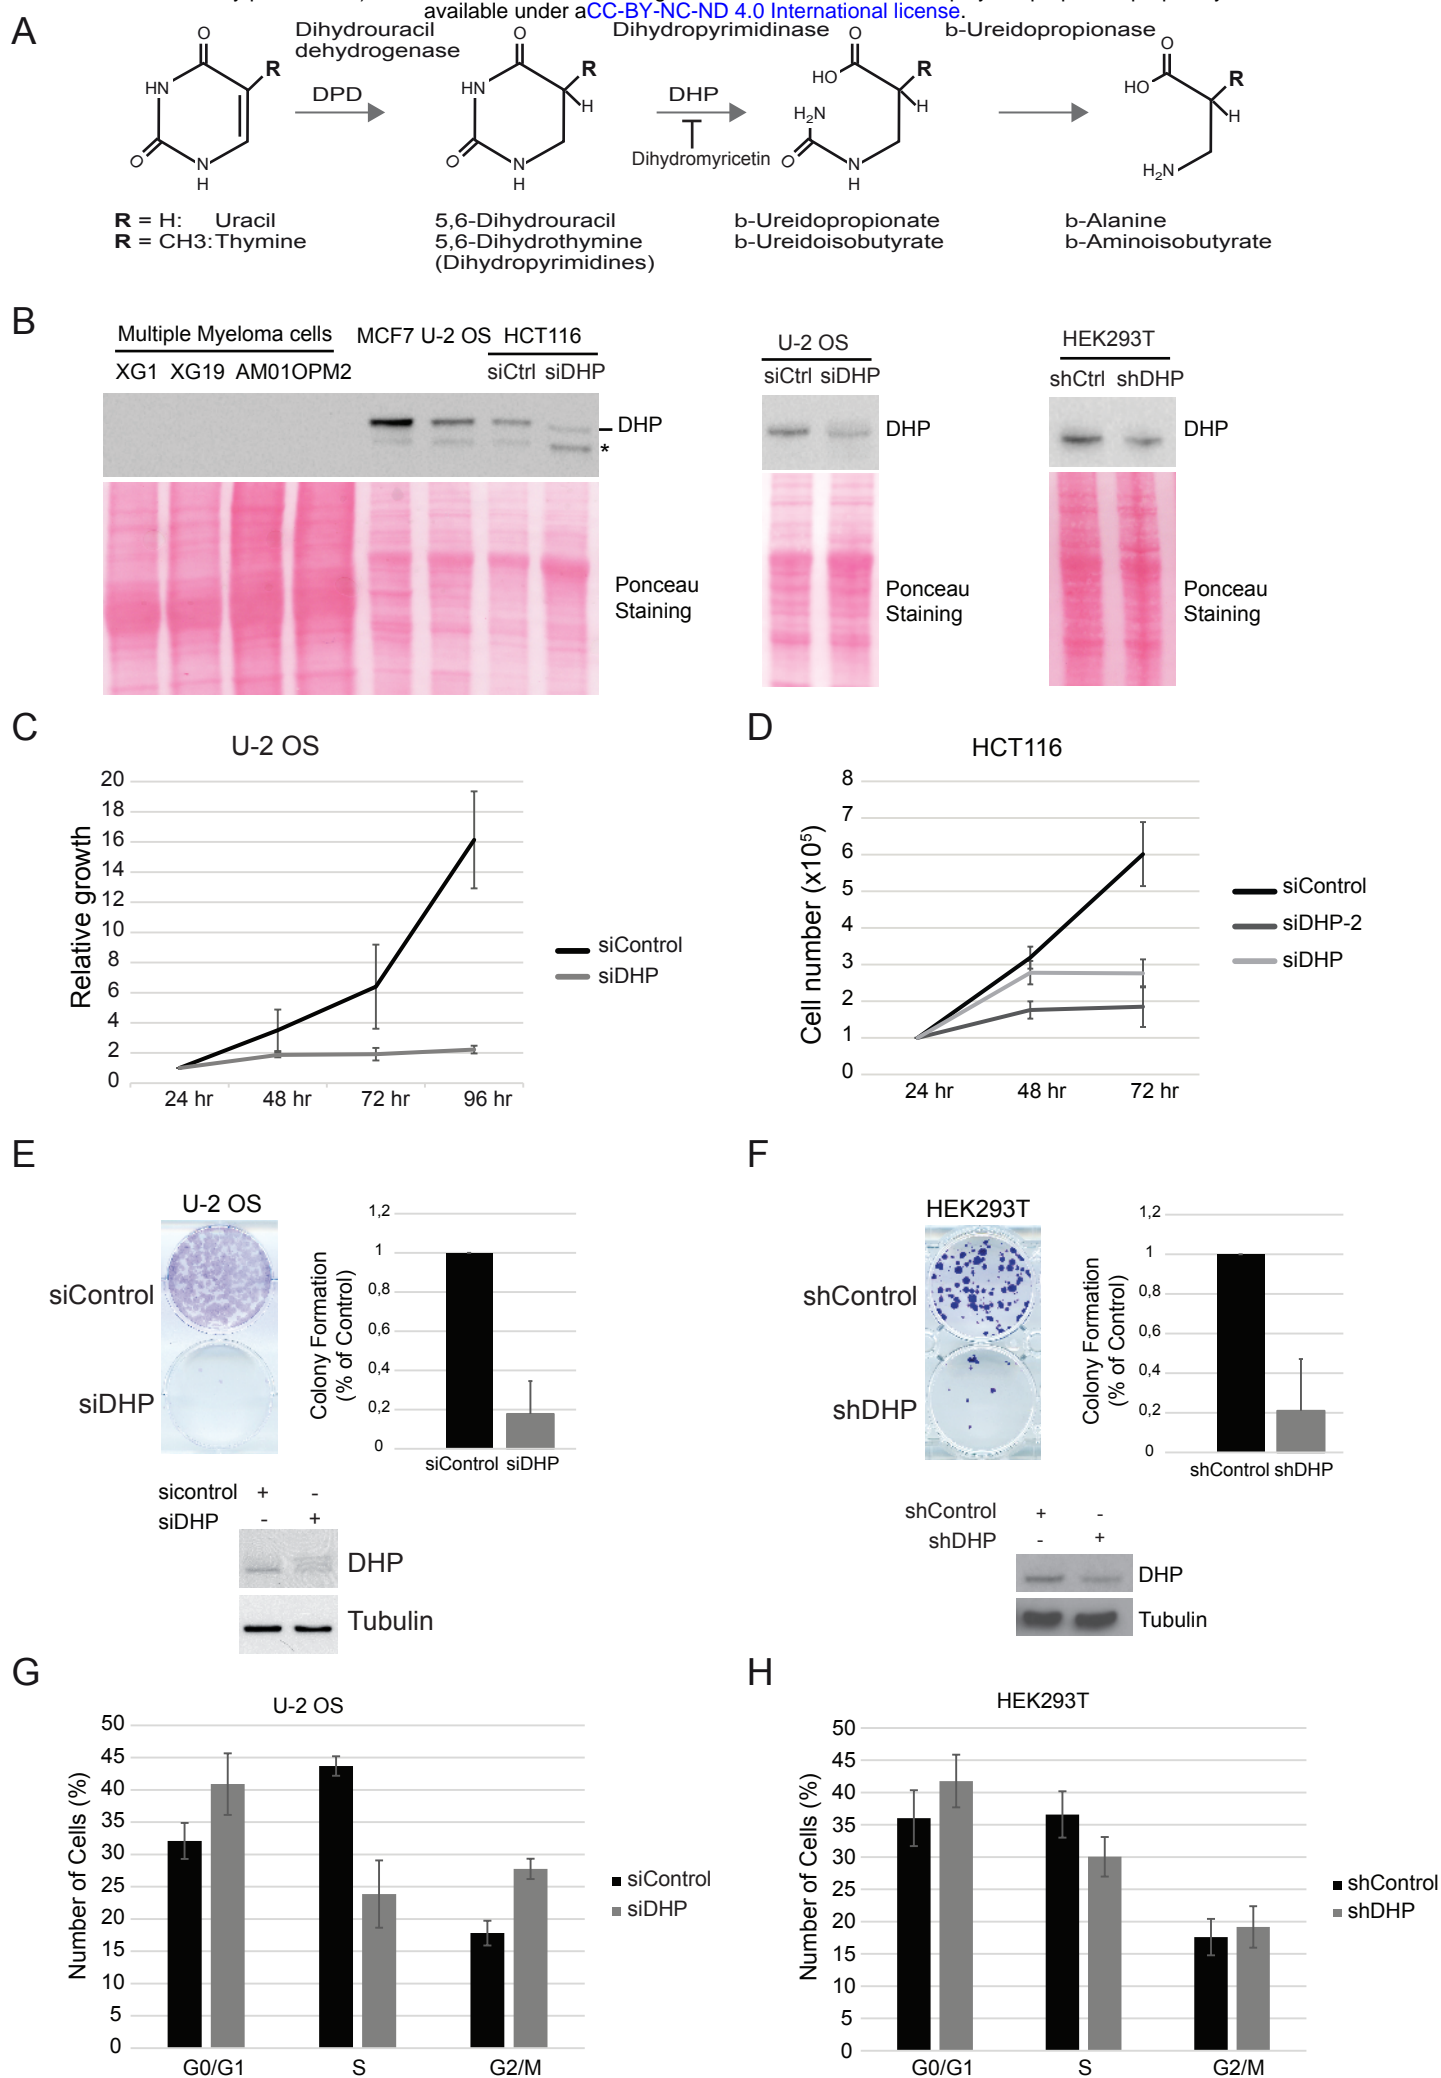 available under aCC-BY-NC-ND 4.0 International license.
A
Dihydrouracil
dehydrogenase
Dihydropyrimidinase
b-Ureidopropionase
O
R
HN
O
N
H
DPD
O
R
H
HN
O
N
H
DHP
Dihydromyricetin
O
HO
R
H
H2N
O
N
H
O
HO
R
H
H2N
R = H: Uracil
R = CH3: Thymine
5,6-Dihydrouracil
5,6-Dihydrothymine
(Dihydropyrimidines)
b-Ureidopropionate
b-Ureidoisobutyrate
b-Alanine
b-Aminoisobutyrate
B
Multiple Myeloma cells MCF7 U-2 OS HCT116
XG1 XG19 AM01OPM2 siCtrl siDHP
DHP
*
Ponceau
Staining
U-2 OS
siCtrl siDHP
DHP
Ponceau
Staining
HEK293T
shCtrl shDHP
DHP
Ponceau
Staining
C
U-2 OS
Relative growth
20
18
16
14
12
10
8
6
4
2
0
24 hr 48 hr 72 hr 96 hr
siControl
siDHP
D
HCT116
Cell number (x10⁵)
8
7
6
5
4
3
2
1
0
24 hr 48 hr 72 hr
siControl
siDHP-2
siDHP
E
U-2 OS
siControl
siDHP
Colony Formation
(% of Control)
1,2
1
0,8
0,6
0,4
0,2
0
siControl siDHP
sicontrol + -
siDHP - +
DHP
Tubulin
F
HEK293T
shControl
shDHP
Colony Formation
(% of Control)
1,2
1
0,8
0,6
0,4
0,2
0
shControl shDHP
shControl + -
shDHP - +
DHP
Tubulin
G
U-2 OS
Number of Cells (%)
50
45
40
35
30
25
20
15
10
5
0
G0/G1 S G2/M
siControl
siDHP
H
HEK293T
Number of Cells (%)
50
45
40
35
30
25
20
15
10
5
0
G0/G1 S G2/M
shControl
shDHP